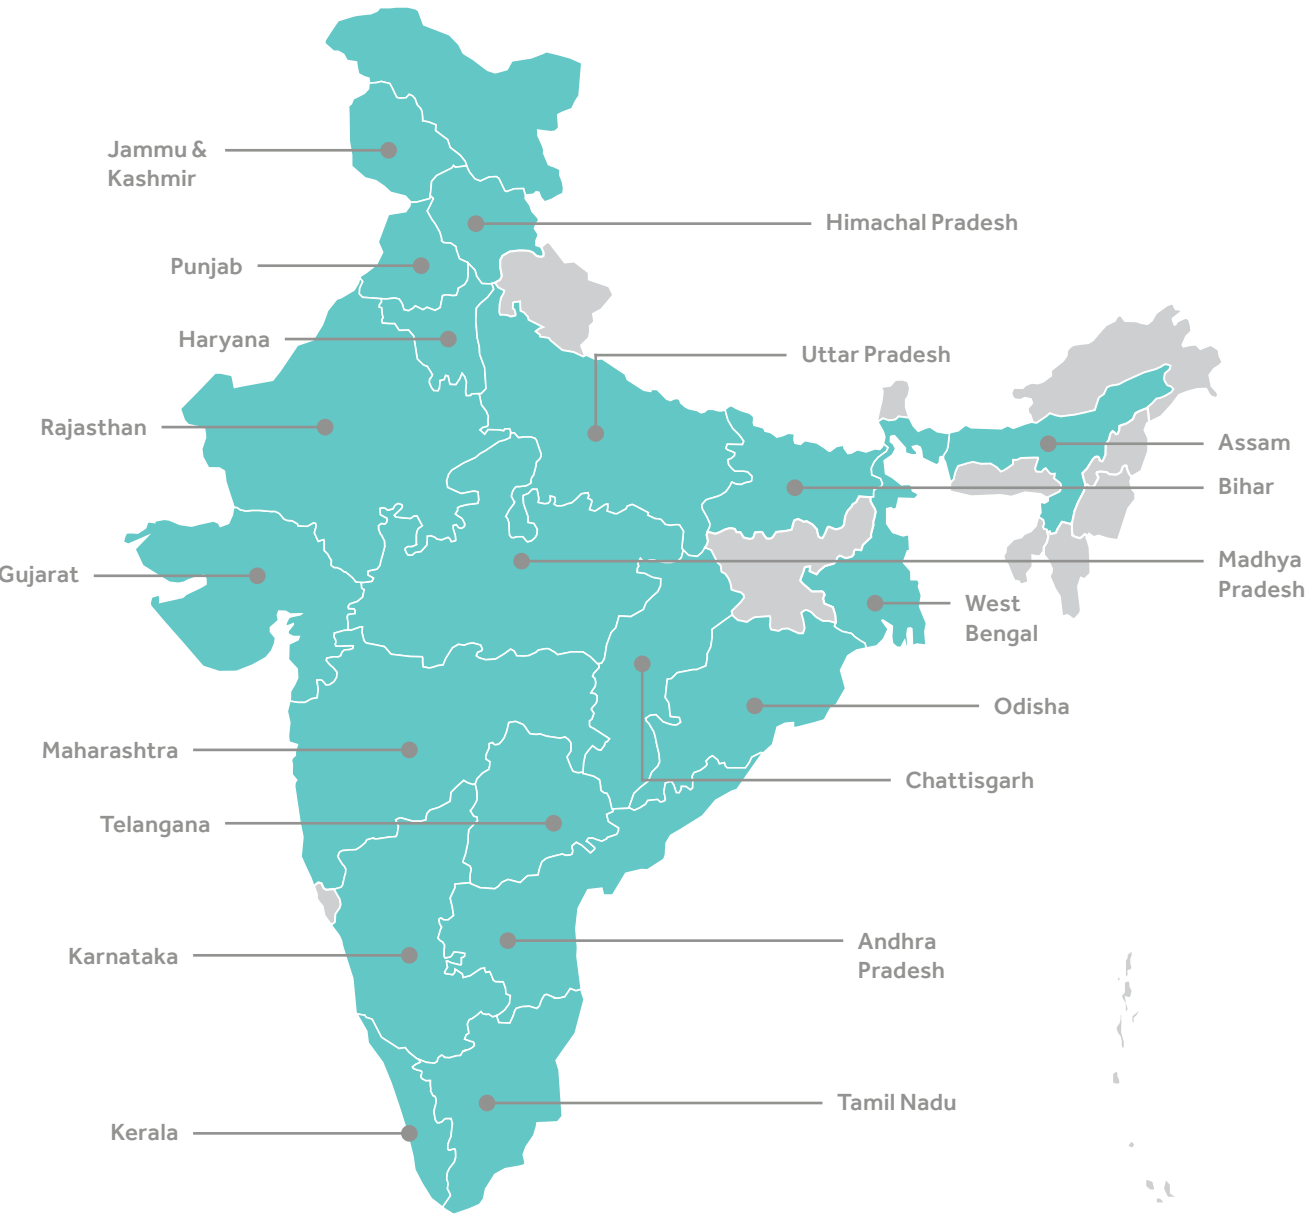 Jammu &
Kashmir
Himachal Pradesh
Punjab
Haryana
Uttar Pradesh
Rajasthan
Assam
Bihar
Madhya
Pradesh
Gujarat
West
Bengal
Odisha
Maharashtra
Chattisgarh
Telangana
Andhra
Pradesh
Karnataka
Tamil Nadu
Kerala